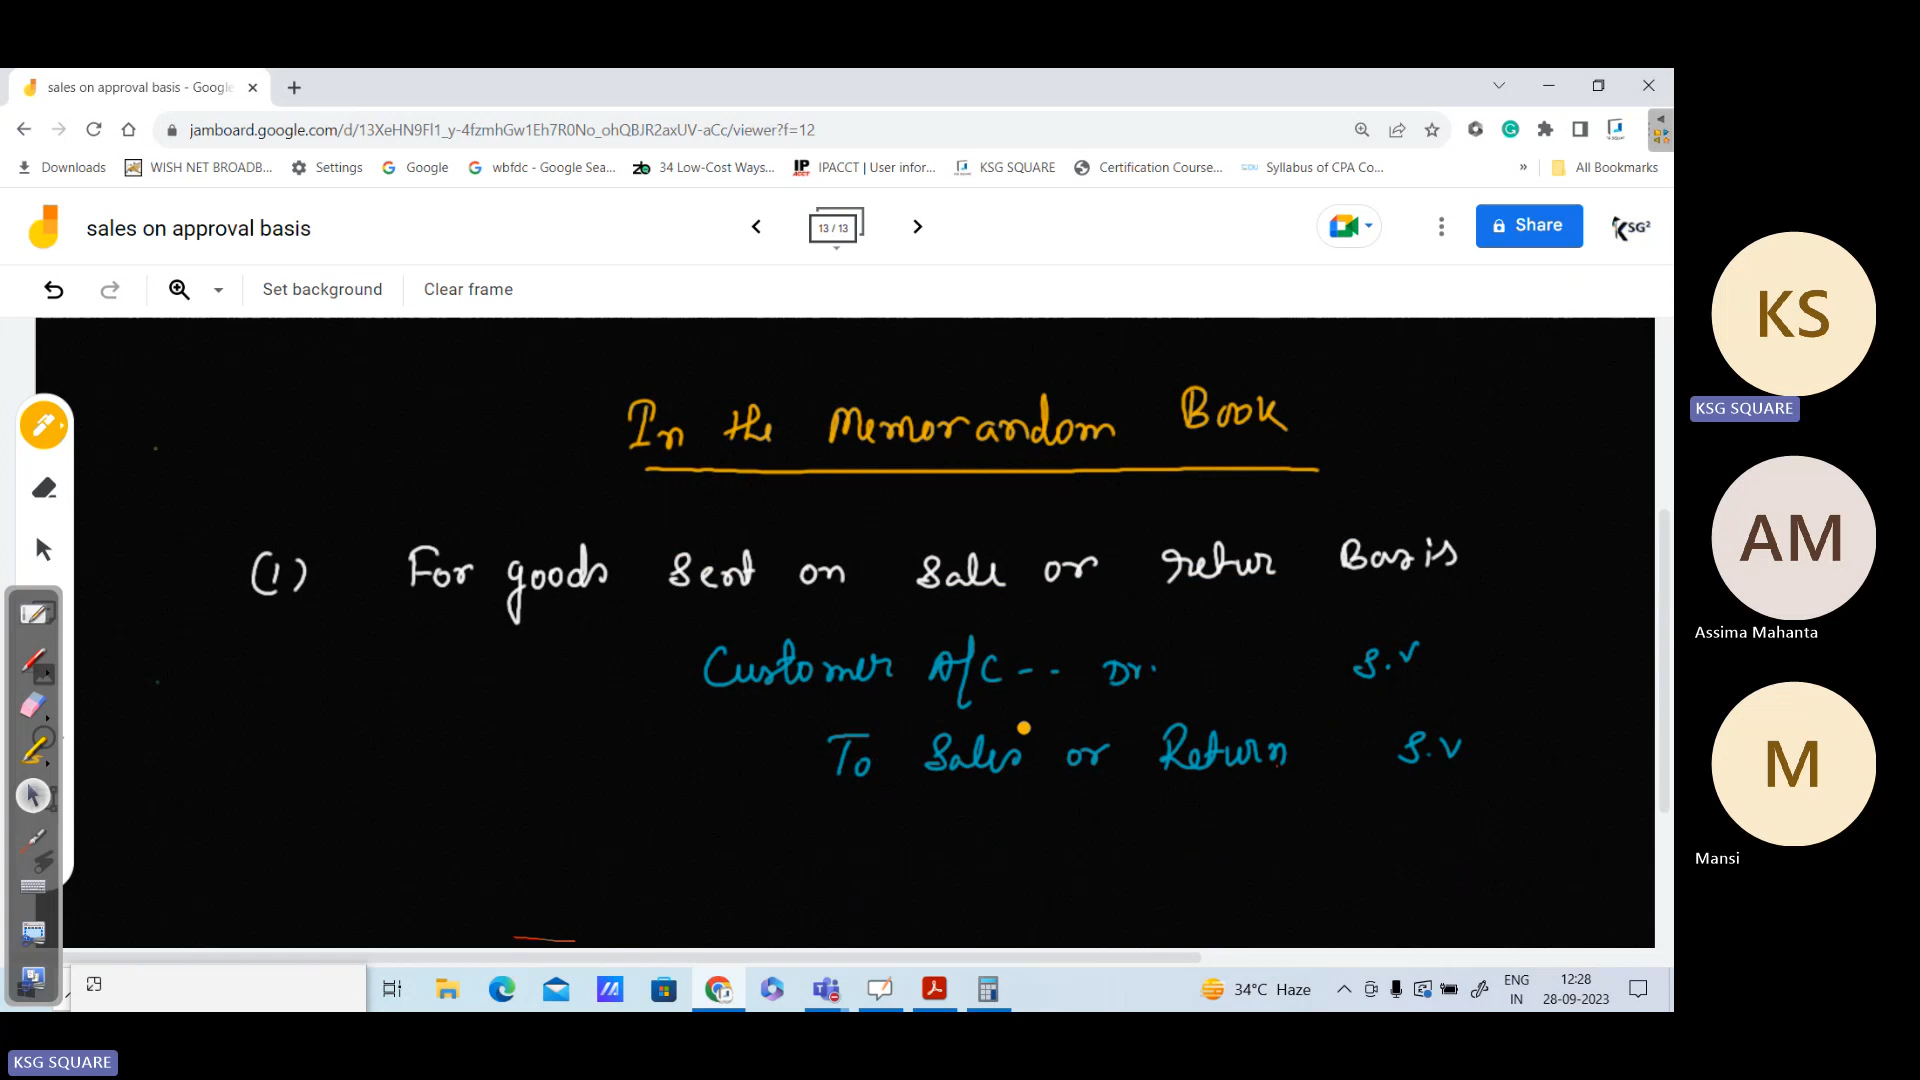 sales on approval basis - Google
jamboard.google.com/d/13XeHN9Fl1_y-4fzmhGw1Eh7R0No_ohQBJR2axUV-aCc/viewer?f=12
Downloads WISH NET BROADB... Settings Google wbfdc - Google Sea... 34 Low-Cost Ways... IPACCT | User infor... KSG SQUARE Certification Course... Syllabus of CPA Co... » All Bookmarks
sales on approval basis 13 / 13 Share KSG²
Set background Clear frame
In the Memorandom Book
(1) For goods sent on sale or retur Basis
Customer A/C -- Dr. S.V
To Sales or Return S.V
KS
KSG SQUARE
AM
Assima Mahanta
M
Mansi
34°C Haze ENG IN 12:28 28-09-2023
KSG SQUARE